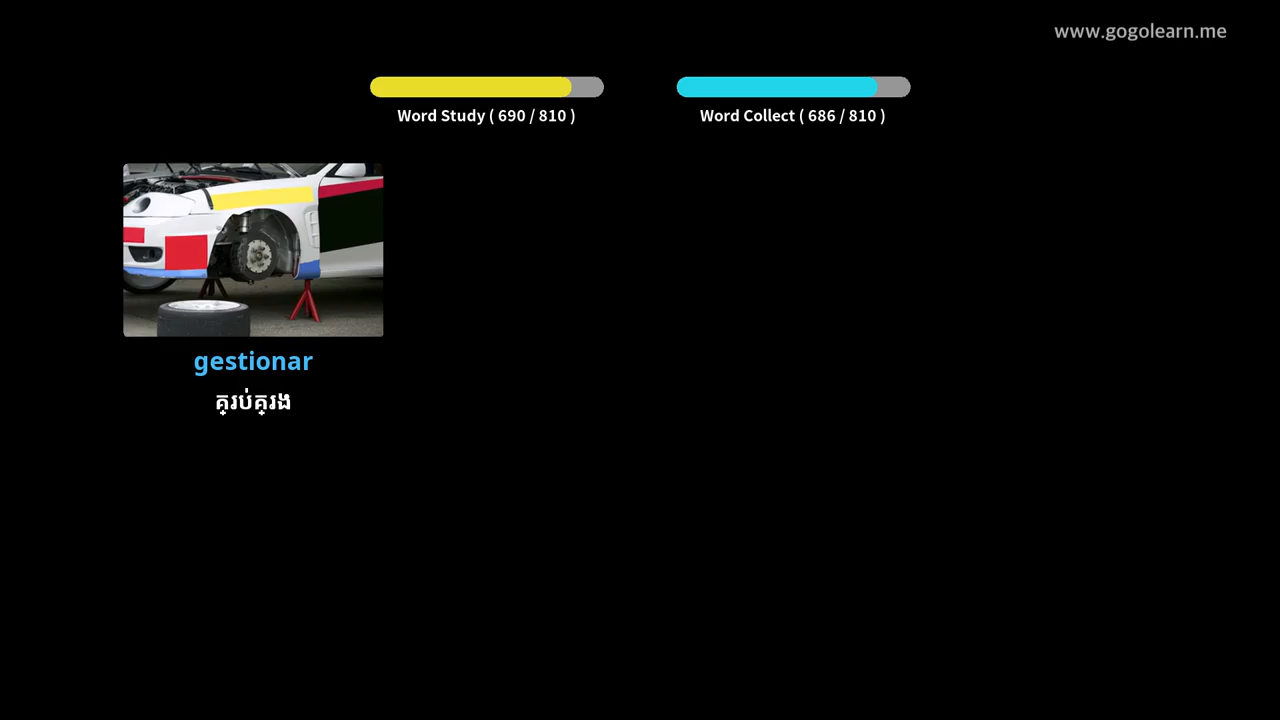 www.gogolearn.me
Word Study ( 690 / 810 )
Word Collect ( 686 / 810 )
gestionar
គ្រប់គ្រង